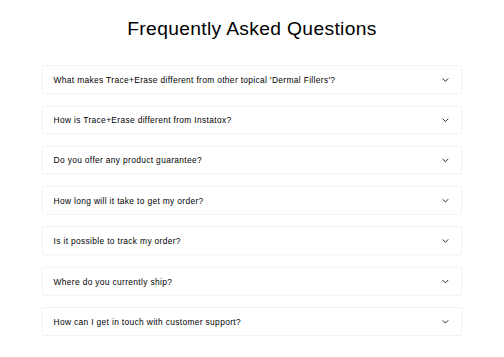 Frequently Asked Questions
What makes Trace+Erase different from other topical 'Dermal Fillers'?
How is Trace+Erase different from Instatox?
Do you offer any product guarantee?
How long will it take to get my order?
Is it possible to track my order?
Where do you currently ship?
How can I get in touch with customer support?